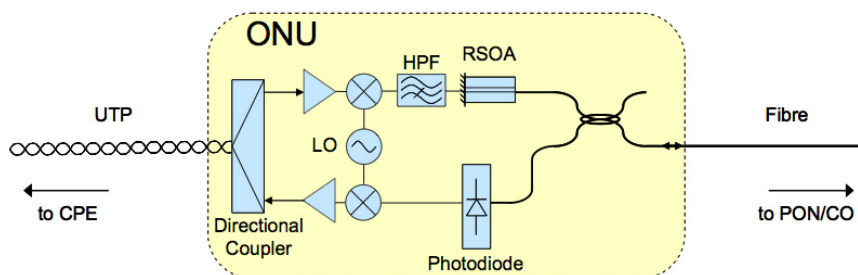 ONU
HPF
RSOA
UTP
LO
Fibre
to CPE
Directional
Coupler
Photodiode
to PON/CO